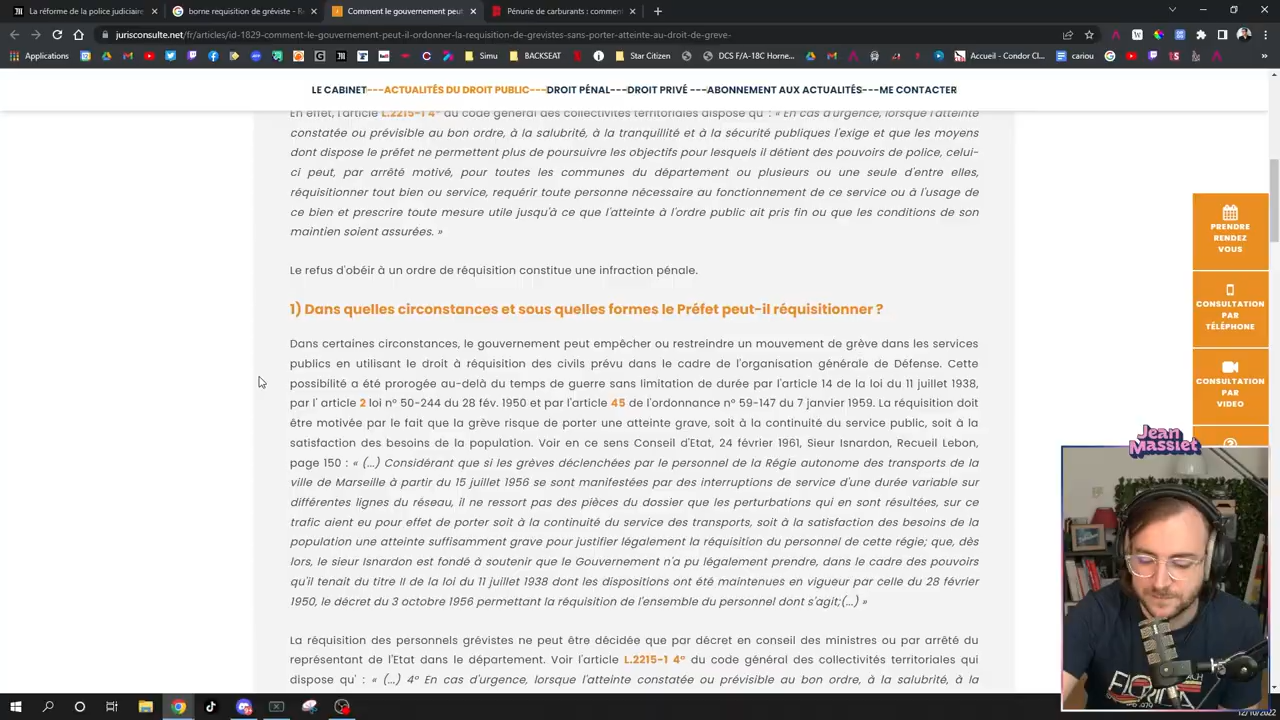 La réforme de la police judiciaire
borne requisition de gréviste - Re
Comment le gouvernement peut
Pénurie de carburants : comment
jurisconsulte.net/fr/articles/id-1829-comment-le-gouvernement-peut-il-ordonner-la-requisition-de-grevistes-sans-porter-atteinte-au-droit-de-greve-
Applications
Simu
BACKSEAT
Star Citizen
DCS F/A-18C Horne...
Accueil - Condor Cl...
cariou
LE CABINET---ACTUALITÉS DU DROIT PUBLIC---DROIT PÉNAL---DROIT PRIVÉ ---ABONNEMENT AUX ACTUALITÉS---ME CONTACTER
En effet, l'article L.2215-1 4° du code général des collectivités territoriales dispose qu' : « En cas d'urgence, lorsque l'atteinte
constatée ou prévisible au bon ordre, à la salubrité, à la tranquillité et à la sécurité publiques l'exige et que les moyens
dont dispose le préfet ne permettent plus de poursuivre les objectifs pour lesquels il détient des pouvoirs de police, celui-
ci peut, par arrêté motivé, pour toutes les communes du département ou plusieurs ou une seule d'entre elles,
réquisitionner tout bien ou service, requérir toute personne nécessaire au fonctionnement de ce service ou à l'usage de
ce bien et prescrire toute mesure utile jusqu'à ce que l'atteinte à l'ordre public ait pris fin ou que les conditions de son
maintien soient assurées. »
Le refus d'obéir à un ordre de réquisition constitue une infraction pénale.
1) Dans quelles circonstances et sous quelles formes le Préfet peut-il réquisitionner ?
Dans certaines circonstances, le gouvernement peut empêcher ou restreindre un mouvement de grève dans les services
publics en utilisant le droit à réquisition des civils prévu dans le cadre de l'organisation générale de Défense. Cette
possibilité a été prorogée au-delà du temps de guerre sans limitation de durée par l'article 14 de la loi du 11 juillet 1938,
par l' article 2 loi n° 50-244 du 28 fév. 1950 et par l'article 45 de l'ordonnance n° 59-147 du 7 janvier 1959. La réquisition doit
être motivée par le fait que la grève risque de porter une atteinte grave, soit à la continuité du service public, soit à la
satisfaction des besoins de la population. Voir en ce sens Conseil d'Etat, 24 février 1961, Sieur Isnardon, Recueil Lebon,
page 150 : « (...) Considérant que si les grèves déclenchées par le personnel de la Régie autonome des transports de la
ville de Marseille à partir du 15 juillet 1956 se sont manifestées par des interruptions de service d'une durée variable sur
différentes lignes du réseau, il ne ressort pas des pièces du dossier que les perturbations qui en sont résultées, sur ce
trafic aient eu pour effet de porter soit à la continuité du service des transports, soit à la satisfaction des besoins de la
population une atteinte suffisamment grave pour justifier légalement la réquisition du personnel de cette régie; que, dès
lors, le sieur Isnardon est fondé à soutenir que le Gouvernement n'a pu légalement prendre, dans le cadre des pouvoirs
qu'il tenait du titre II de la loi du 11 juillet 1938 dont les dispositions ont été maintenues en vigueur par celle du 28 février
1950, le décret du 3 octobre 1956 permettant la réquisition de l'ensemble du personnel dont s'agit;(...) »
La réquisition des personnels grévistes ne peut être décidée que par décret en conseil des ministres ou par arrêté du
représentant de l'Etat dans le département. Voir l'article L.2215-1 4° du code général des collectivités territoriales qui
dispose qu' : « (...) 4° En cas d'urgence, lorsque l'atteinte constatée ou prévisible au bon ordre, à la salubrité, à la
PRENDRE
RENDEZ
VOUS
CONSULTATION
PAR
TÉLÉPHONE
CONSULTATION
PAR
VIDEO
Jean
Massiet
FLORIDA
12/10/2022